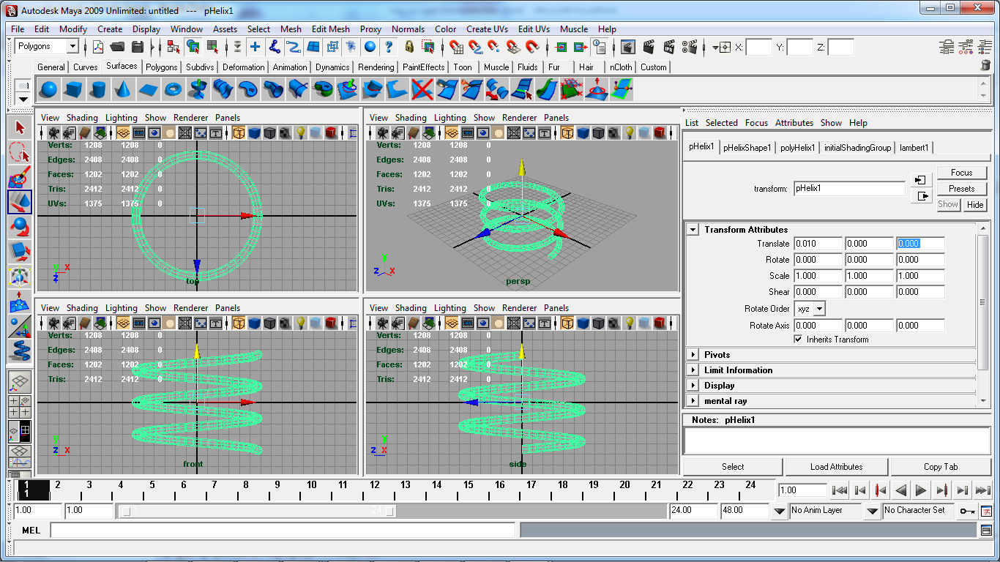 Autodesk Maya 2009 Unlimited: untitled --- pHelix1
File Edit Modify Create Display Window Assets Select Mesh Edit Mesh Proxy Normals Color Create UVs Edit UVs Muscle Help
Polygons X: Y: Z:
General Curves Surfaces Polygons Subdivs Deformation Animation Dynamics Rendering PaintEffects Toon Muscle Fluids Fur Hair nCloth Custom
View Shading Lighting Show Renderer Panels
Verts: 1208 1208 0
Edges: 2408 2408 0
Faces: 1202 1202 0
Tris: 2412 2412 0
UVs: 1375 1375 0
Y X
Z
top
View Shading Lighting Show Renderer Panels
Verts: 1208 1208 0
Edges: 2408 2408 0
Faces: 1202 1202 0
Tris: 2412 2412 0
UVs: 1375 1375 0
Y
Z X
persp
View Shading Lighting Show Renderer Panels
Verts: 1208 1208 0
Edges: 2408 2408 0
Faces: 1202 1202 0
Tris: 2412 2412 0
Y
Z X
front
View Shading Lighting Show Renderer Panels
Verts: 1208 1208 0
Edges: 2408 2408 0
Faces: 1202 1202 0
Tris: 2412 2412 0
Y
Z X
side
List Selected Focus Attributes Show Help
pHelix1 pHelixShape1 polyHelix1 initialShadingGroup lambert1
transform: pHelix1
Focus
Presets
Show Hide
Transform Attributes
Translate 0.010 0.000 0.000
Rotate 0.000 0.000 0.000
Scale 1.000 1.000 1.000
Shear 0.000 0.000 0.000
Rotate Order xyz
Rotate Axis 0.000 0.000 0.000
Inherits Transform
Pivots
Limit Information
Display
mental ray
Notes: pHelix1
Select Load Attributes Copy Tab
1 2 3 4 5 6 7 8 9 10 11 12 13 14 15 16 17 18 19 20 21 22 23 24
1 1.00
1.00 1.00 1 24 24.00 48.00 No Anim Layer No Character Set
MEL